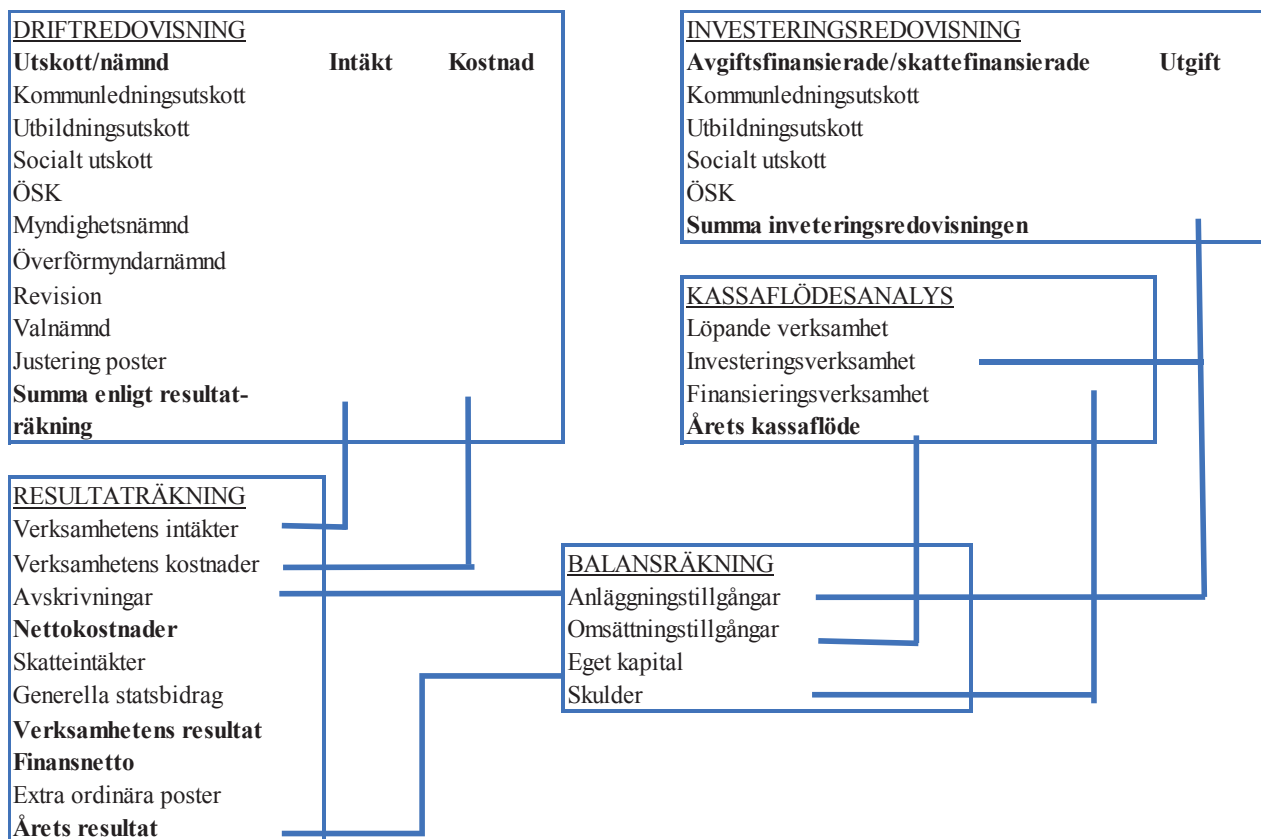 DRIFTREDOVISNING
Utskott/nämnd Intäkt Kostnad
Kommunledningsutskott
Utbildningsutskott
Socialt utskott
ÖSK
Myndighetsnämnd
Överförmyndarnämnd
Revision
Valnämnd
Justering poster
Summa enligt resultat-
räkning
INVESTERINGSREDOVISNING
Avgiftsfinansierade/skattefinansierade Utgift
Kommunledningsutskott
Utbildningsutskott
Socialt utskott
ÖSK
Summa inveteringsredovisningen
KASSAFLÖDESANALYS
Löpande verksamhet
Investeringsverksamhet
Finansieringsverksamhet
Årets kassaflöde
RESULTATRÄKNING
Verksamhetens intäkter
Verksamhetens kostnader
Avskrivningar
Nettokostnader
Skatteintäkter
Generella statsbidrag
Verksamhetens resultat
Finansnetto
Extra ordinära poster
Årets resultat
BALANSRÄKNING
Anläggningstillgångar
Omsättningstillgångar
Eget kapital
Skulder